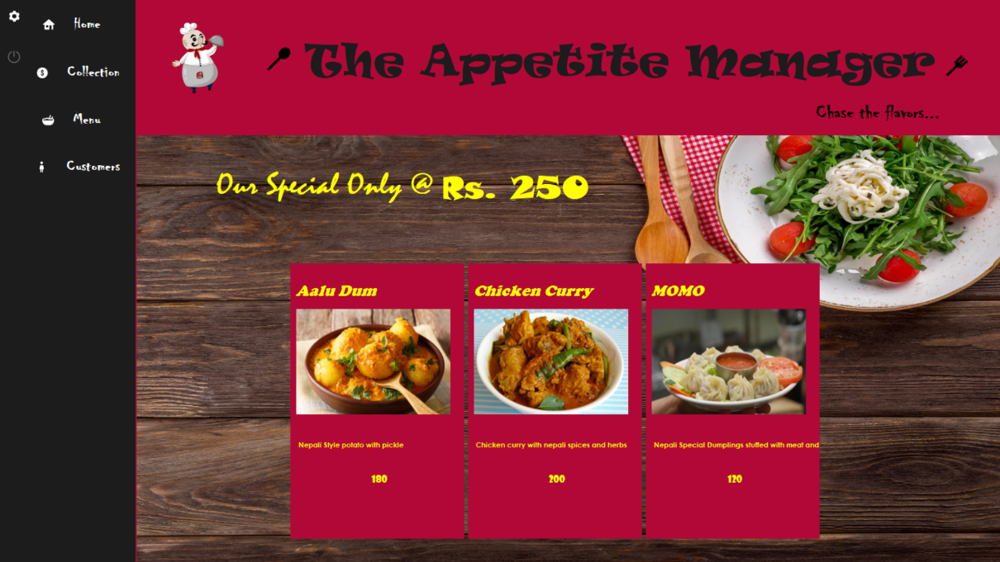 Home
Collection
Menu
Customers
The Appetite Manager
Chase the flavors...
Our Special Only @ Rs. 250
Aalu Dum
Chicken Curry
MOMO
Nepali Style potato with pickle
Chicken curry with nepali spices and herbs
Nepali Special Dumplings stuffed with meat and
180
200
120